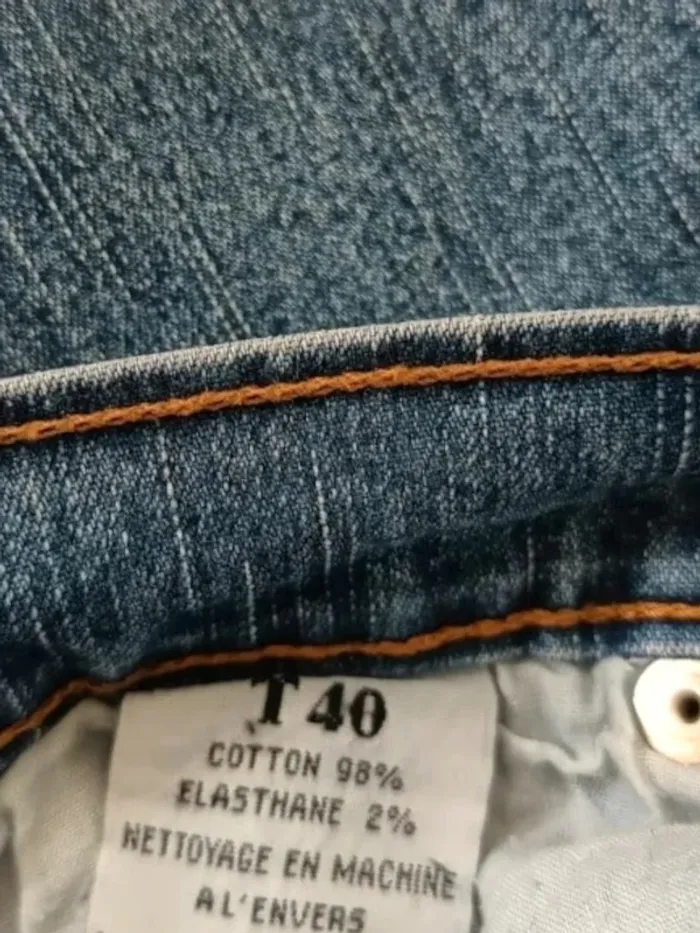 T 40
COTTON 98%
ELASTHANE 2%
NETTOYAGE EN MACHINE
A L'ENVERS